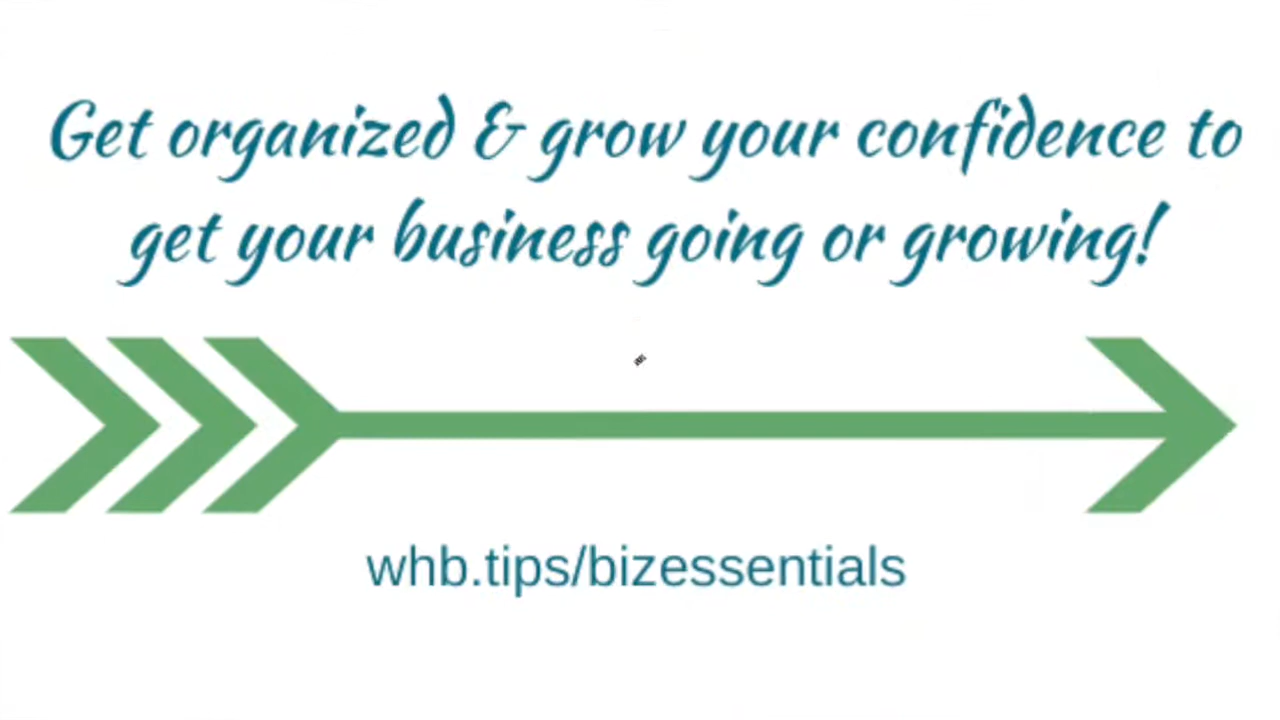 Get organized & grow your confidence to
get your business going or growing!
whb.tips/bizessentials